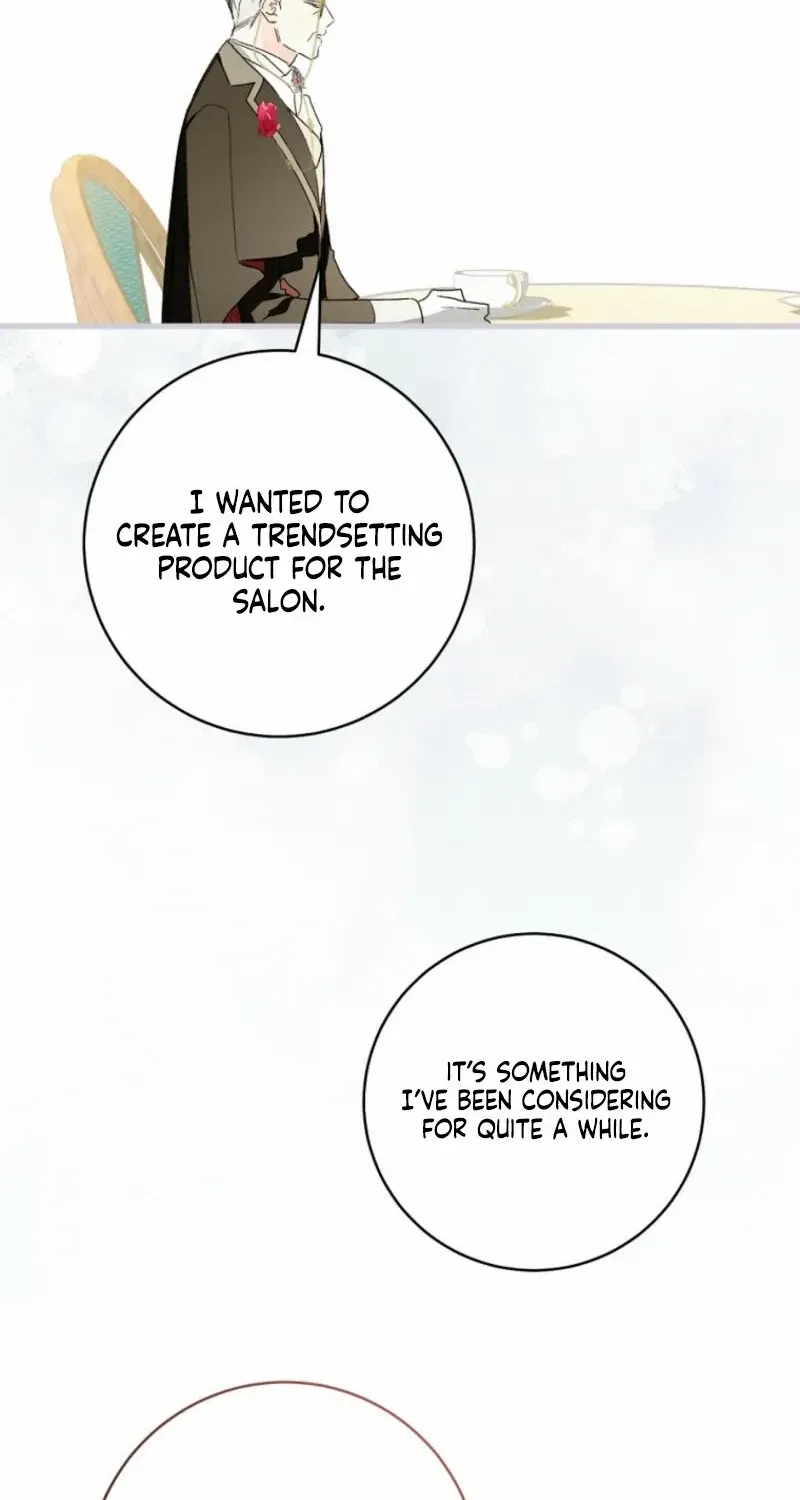 I WANTED TO
CREATE A TRENDSETTING
PRODUCT FOR THE
SALON.
IT'S SOMETHING
I'VE BEEN CONSIDERING
FOR QUITE A WHILE.